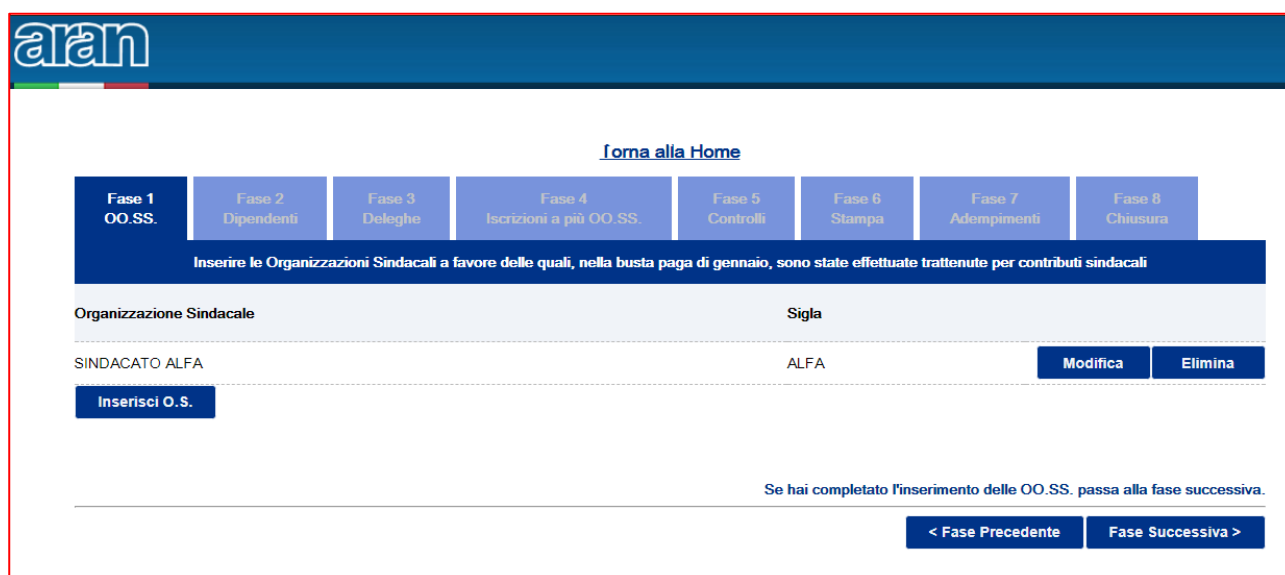 aran
Torna alla Home
Fase 1 Fase 2 Fase 3 Fase 4 Fase 5 Fase 6 Fase 7 Fase 8
OO.SS. Dipendenti Deleghe Iscrizioni a più OO.SS. Controlli Stampa Adempimenti Chiusura
Inserire le Organizzazioni Sindacali a favore delle quali, nella busta paga di gennaio, sono state effettuate trattenute per contributi sindacali
Organizzazione Sindacale Sigla
SINDACATO ALFA ALFA Modifica Elimina
Inserisci O.S.
Se hai completato l'inserimento delle OO.SS. passa alla fase successiva.
< Fase Precedente Fase Successiva >